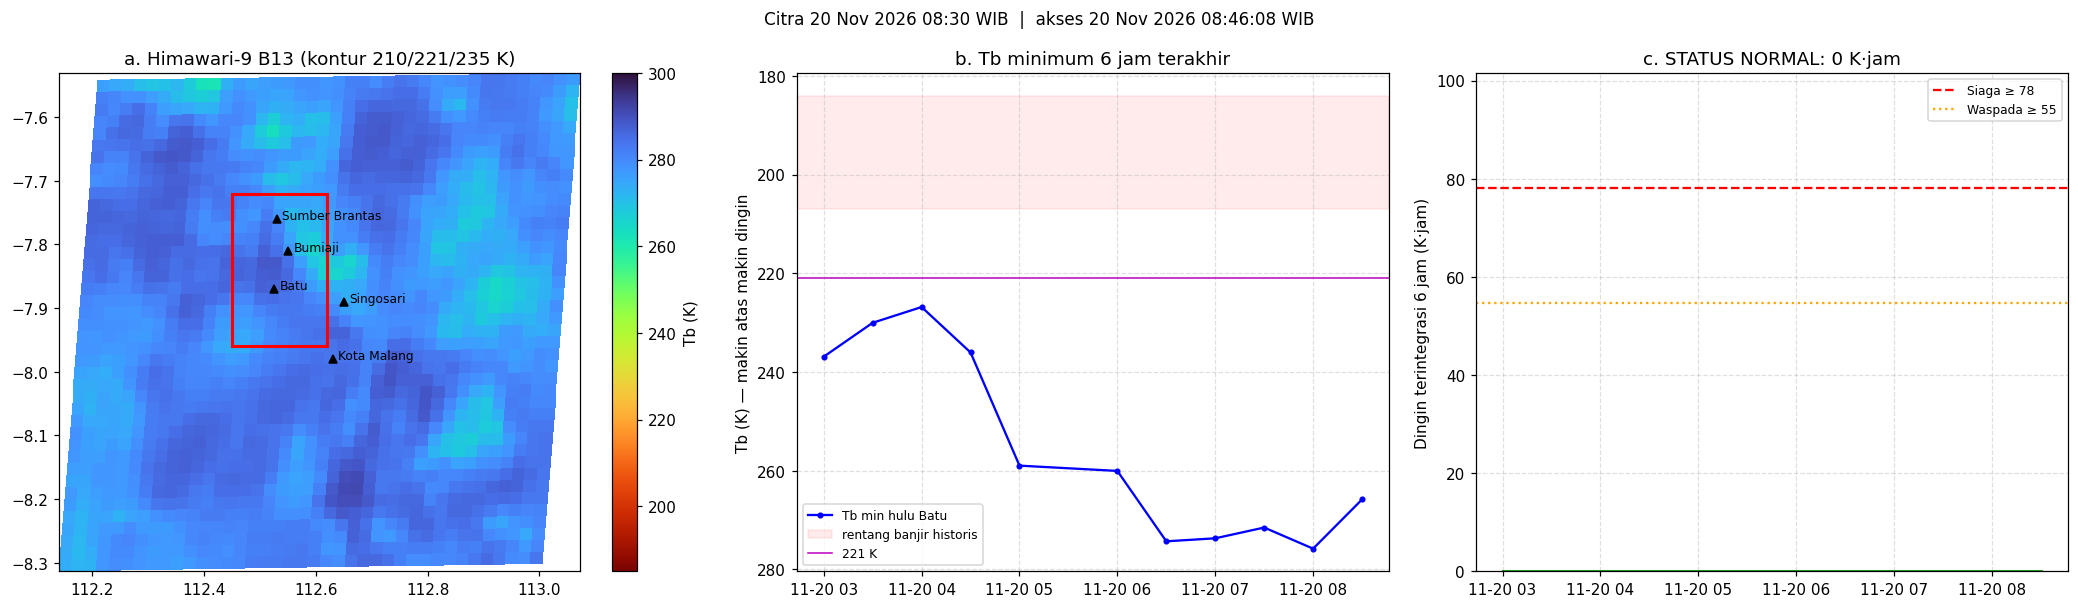 Citra 20 Nov 2026 08:30 WIB | akses 20 Nov 2026 08:46:08 WIB
a. Himawari-9 B13 (kontur 210/221/235 K)
−7.6
−7.7
−7.8
−7.9
−8.0
−8.1
−8.2
−8.3
112.2
112.4
112.6
112.8
113.0
Sumber Brantas
Bumiaji
Batu
Singosari
Kota Malang
300
280
260
240
220
200
Tb (K)
b. Tb minimum 6 jam terakhir
Tb (K) — makin atas makin dingin
180
200
220
240
260
280
Tb min hulu Batu
rentang banjir historis
221 K
11-20 03
11-20 04
11-20 05
11-20 06
11-20 07
11-20 08
c. STATUS NORMAL: 0 K·jam
Dingin terintegrasi 6 jam (K·jam)
100
80
60
40
20
0
Siaga ≥ 78
Waspada ≥ 55
11-20 03
11-20 04
11-20 05
11-20 06
11-20 07
11-20 08